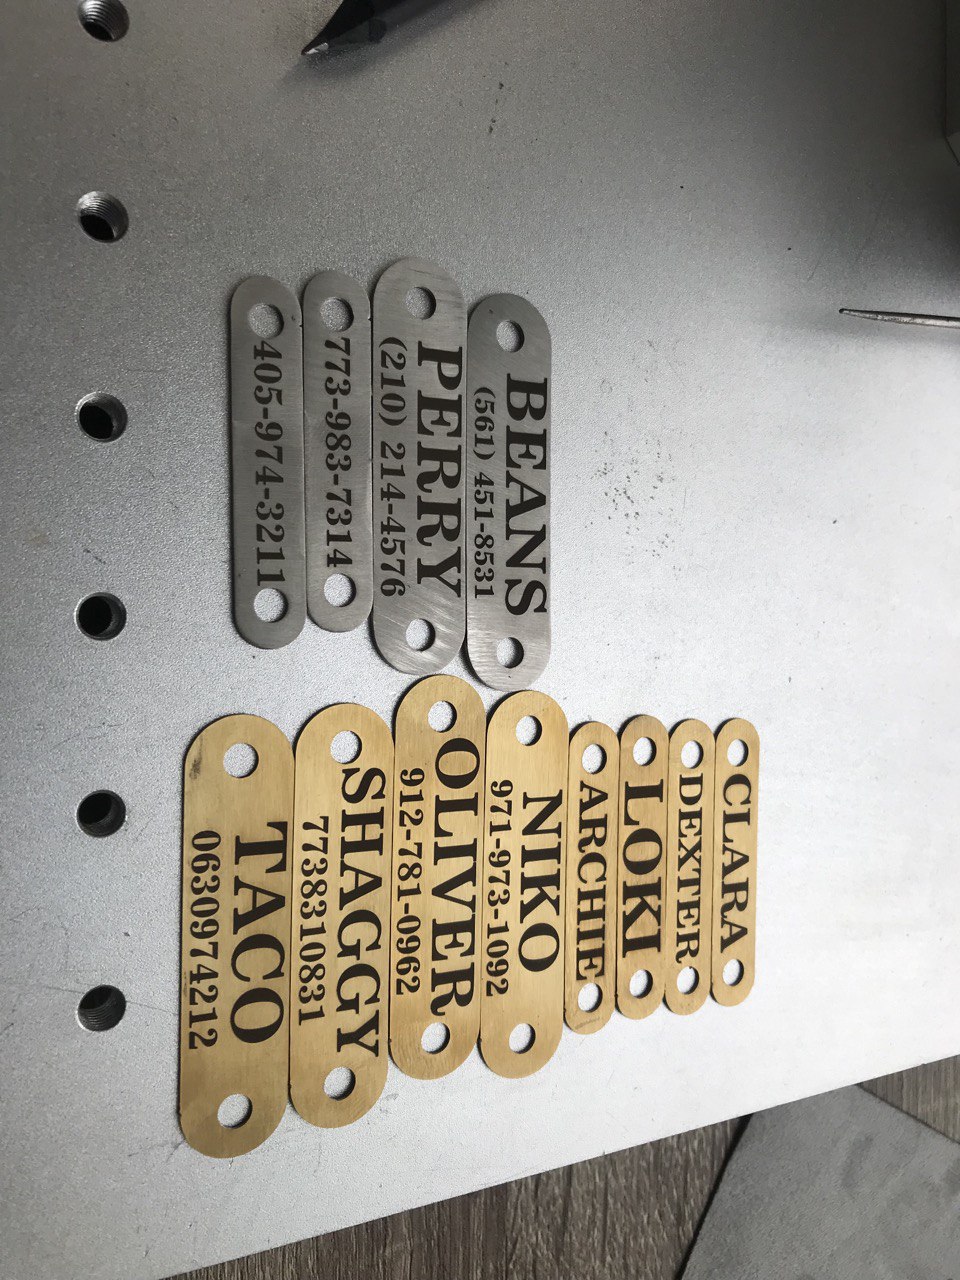 BEANS
(561) 451-8531
PERRY
(210) 214-4576
773-983-7314
405-974-3211
CLARA
DEXTER
LOKI
ARCHIE
NIKO
971-973-1092
OLIVER
912-781-0962
SHAGGY
7738310831
TACO
0630974212